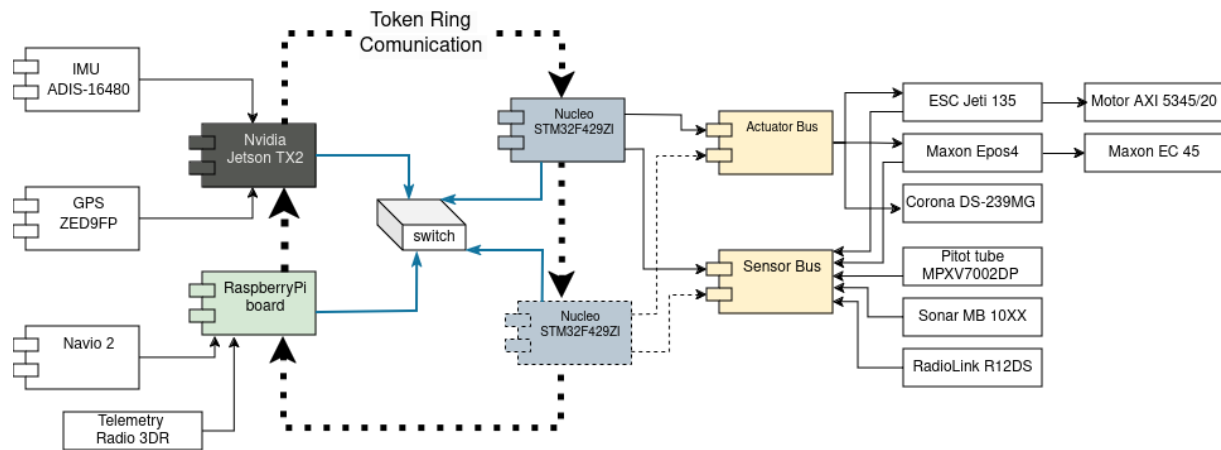 Token Ring
Comunication
IMU
ADIS-16480
Nvidia
Jetson TX2
GPS
ZED9FP
RaspberryPi
board
Navio 2
Telemetry
Radio 3DR
switch
Nucleo
STM32F429ZI
Nucleo
STM32F429ZI
Actuator Bus
Sensor Bus
ESC Jeti 135
Motor AXI 5345/20
Maxon Epos4
Maxon EC 45
Corona DS-239MG
Pitot tube
MPXV7002DP
Sonar MB 10XX
RadioLink R12DS